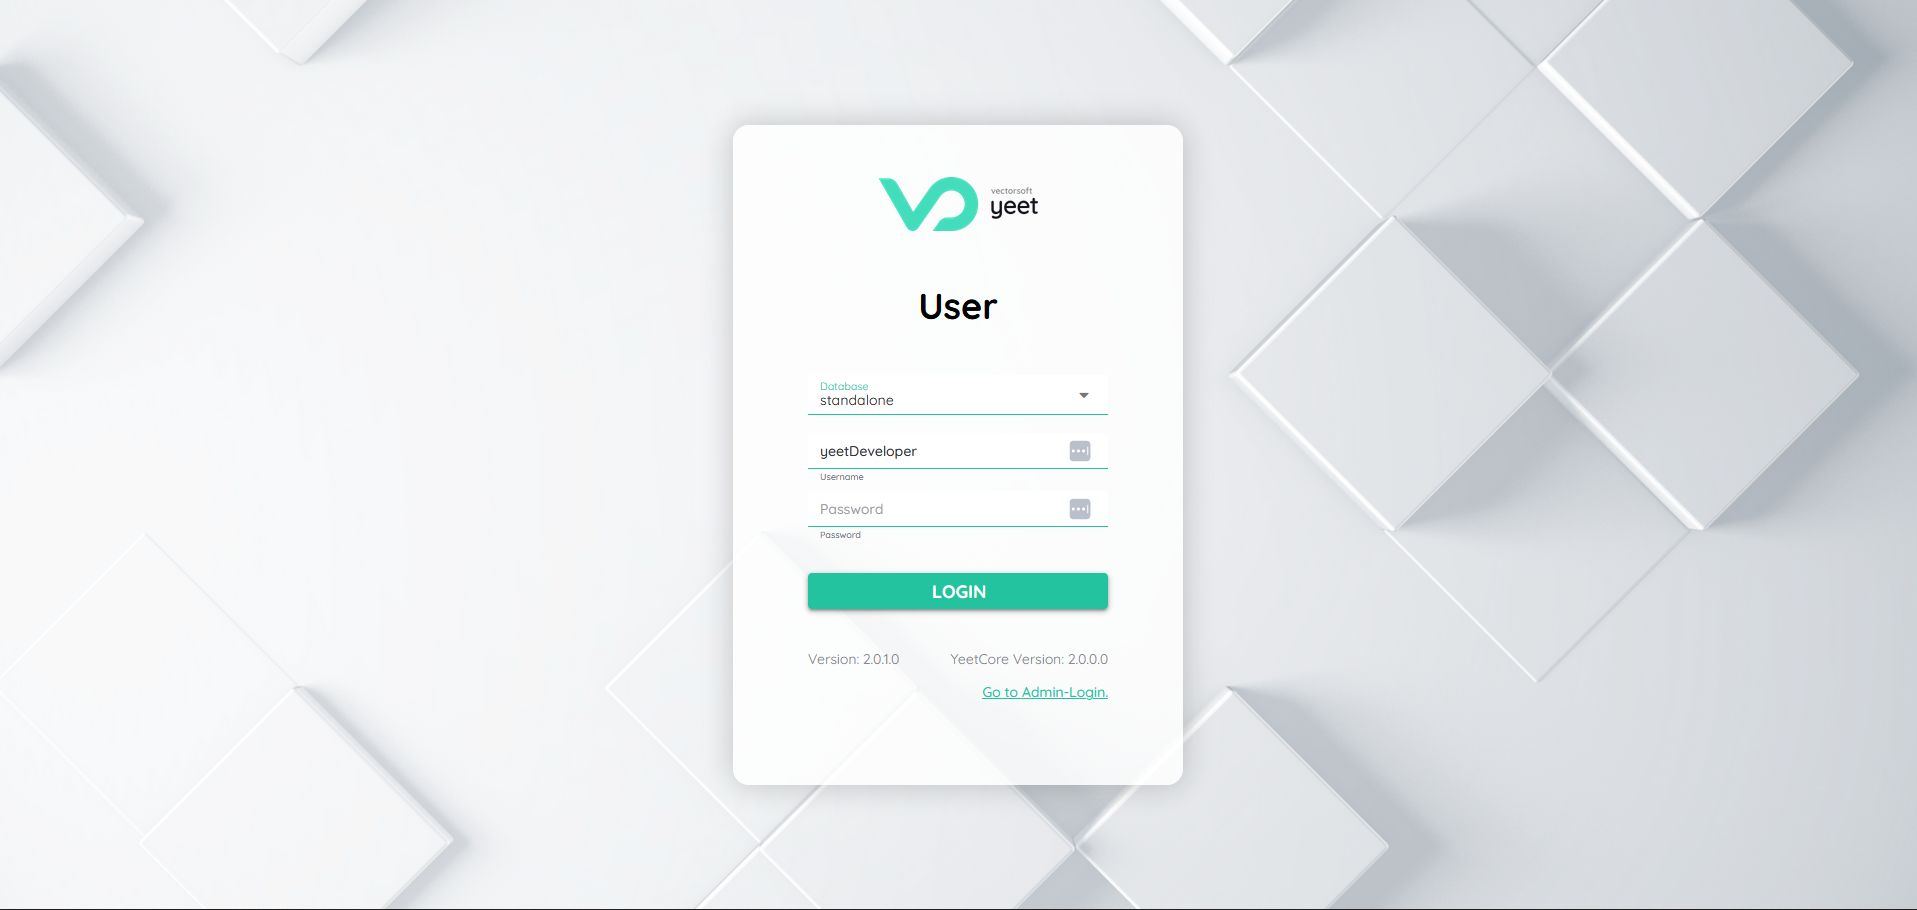 vectorsoft
yeet
User
Database
standalone
yeetDeveloper
Username
Password
Password
LOGIN
Version: 2.0.1.0 YeetCore Version: 2.0.0.0
Go to Admin-Login.